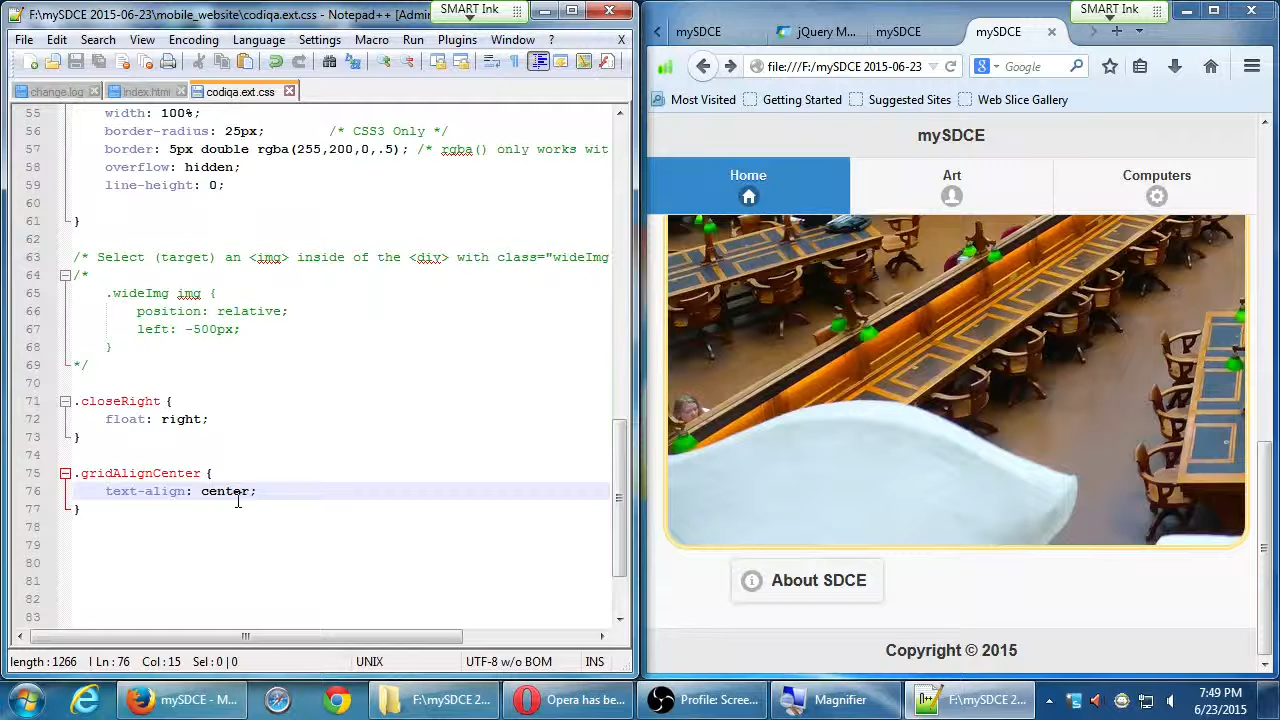 F:\mySDCE 2015-06-23\mobile_website\codiqa.ext.css - Notepad++ [Admin
SMART Ink
File Edit Search View Encoding Language Settings Macro Run Plugins Window ? X
change.log
index.html
codiqa.ext.css
55 width: 100%;
56 border-radius: 25px; /* CSS3 Only */
57 border: 5px double rgba(255,200,0,.5); /* rgba() only works wit
58 overflow: hidden;
59 line-height: 0;
60
61 }
62
63 /* Select (target) an <img> inside of the <div> with class="wideImg
64 /*
65 .wideImg img {
66 position: relative;
67 left: -500px;
68 }
69 */
70
71 .closeRight {
72 float: right;
73 }
74
75 .gridAlignCenter {
76 text-align: center;
77 }
78
79
80
81
82
83
length : 1266 l Ln : 76 Col : 15 Sel : 0 | 0 UNIX UTF-8 w/o BOM INS
SMART Ink
mySDCE
jQuery M...
mySDCE
mySDCE
file:///F:/mySDCE 2015-06-23
Google
Most Visited Getting Started Suggested Sites Web Slice Gallery
mySDCE
Home Art Computers
About SDCE
Copyright © 2015
mySDCE - M...
F:\mySDCE 2...
Opera has be...
Profile: Scree...
Magnifier
F:\mySDCE 2...
7:49 PM
6/23/2015